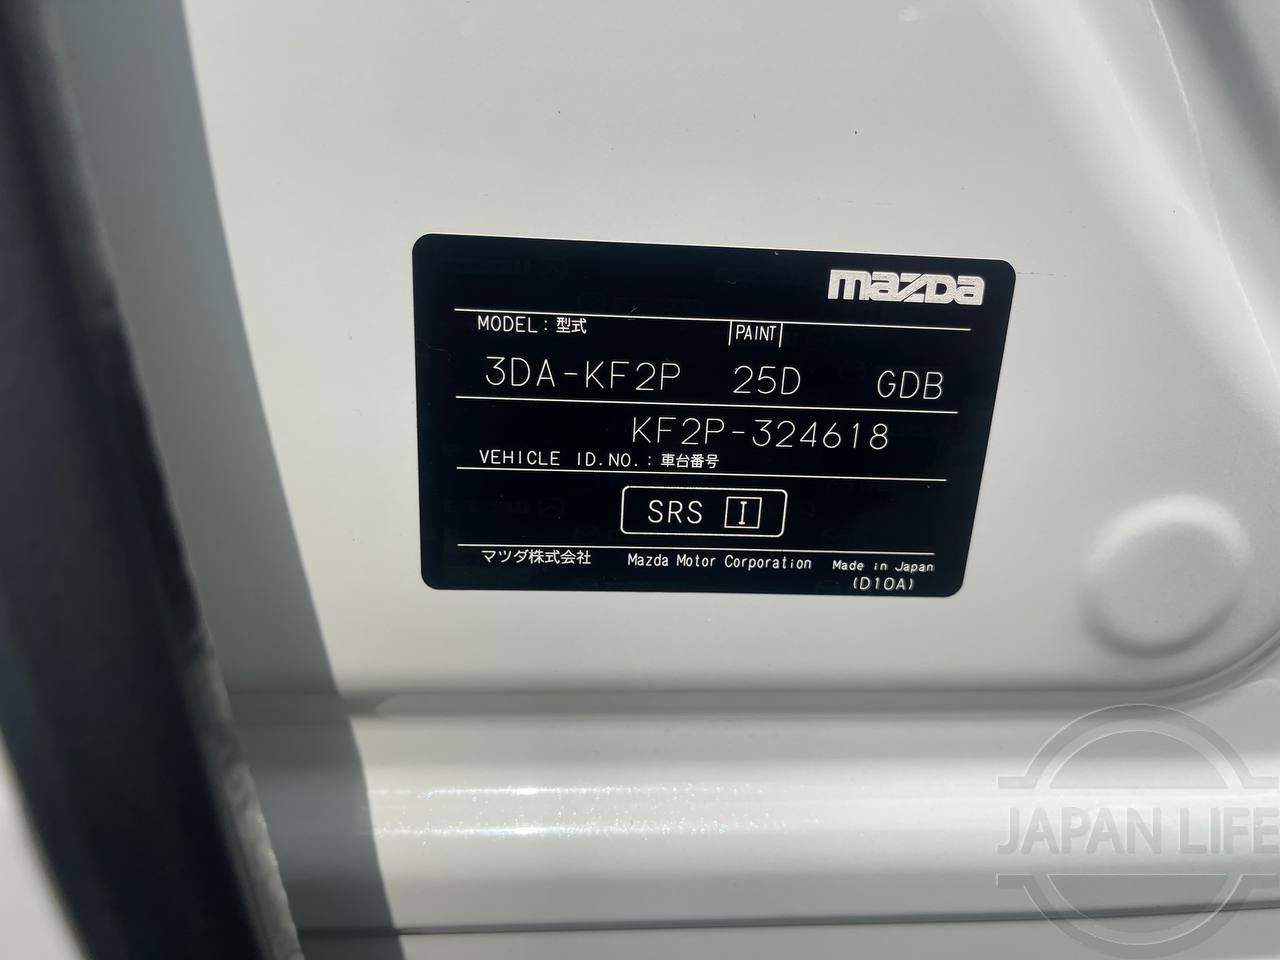 mazda
MODEL : 型式 PAINT
3DA-KF2P 25D GDB
KF2P-324618
VEHICLE ID.NO. : 車台番号
SRS I
マツダ株式会社 Mazda Motor Corporation Made in Japan
(D10A)
JAPAN LIFE